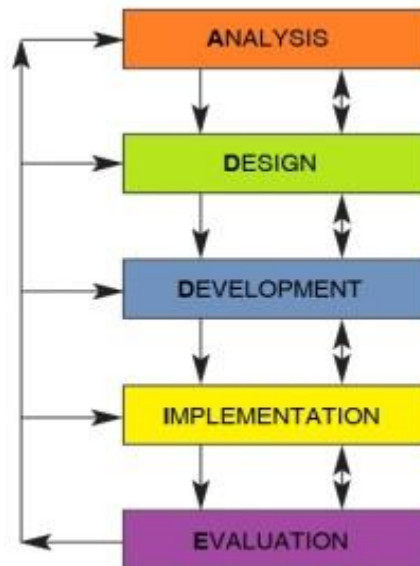 ANALYSIS
DESIGN
DEVELOPMENT
IMPLEMENTATION
EVALUATION